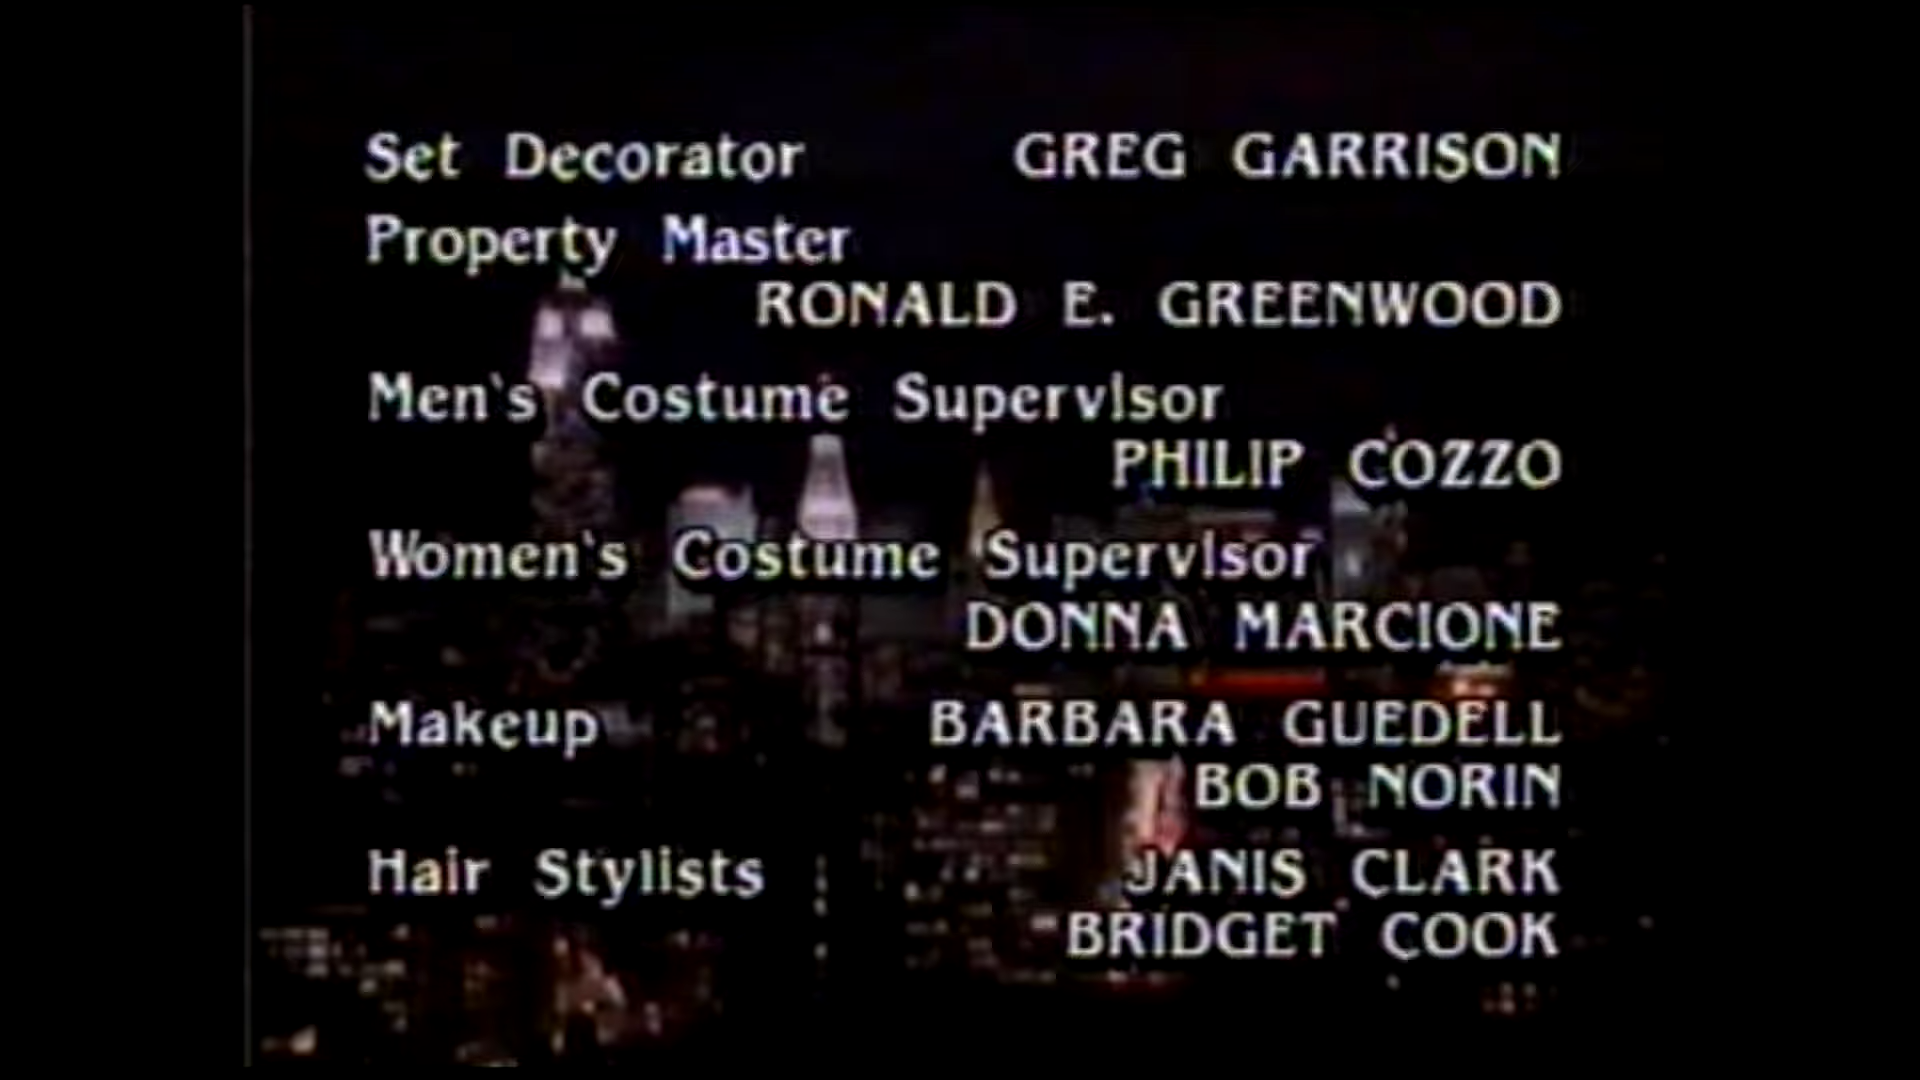 Set Decorator GREG GARRISON
Property Master
RONALD E. GREENWOOD
Men's Costume Supervisor
PHILIP COZZO
Women's Costume Supervisor
DONNA MARCIONE
Makeup BARBARA GUEDELL
BOB NORIN
Hair Stylists JANIS CLARK
BRIDGET COOK